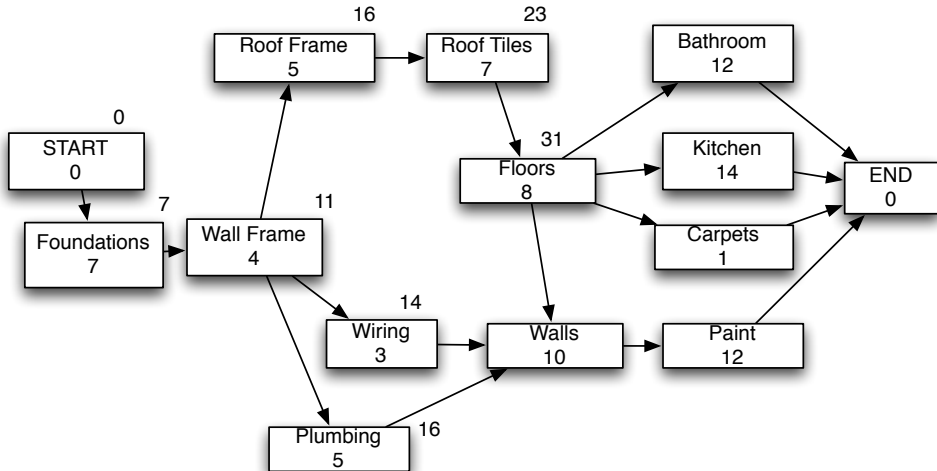 16
Roof Frame
5
23
Roof Tiles
7
Bathroom
12
0
START
0
31
Floors
8
Kitchen
14
END
0
7
Foundations
7
11
Wall Frame
4
Carpets
1
14
Wiring
3
Walls
10
Paint
12
16
Plumbing
5